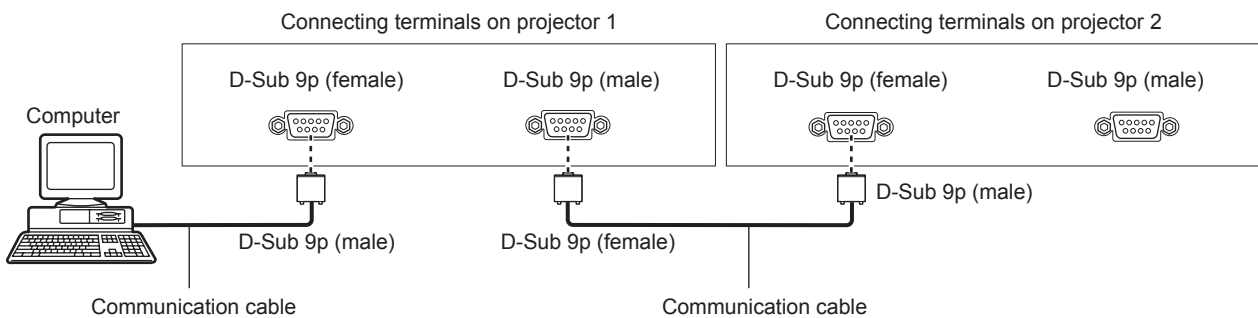 Connecting terminals on projector 1
Connecting terminals on projector 2
D-Sub 9p (female)
D-Sub 9p (male)
D-Sub 9p (female)
D-Sub 9p (male)
Computer
D-Sub 9p (male)
D-Sub 9p (male)
D-Sub 9p (female)
Communication cable
Communication cable